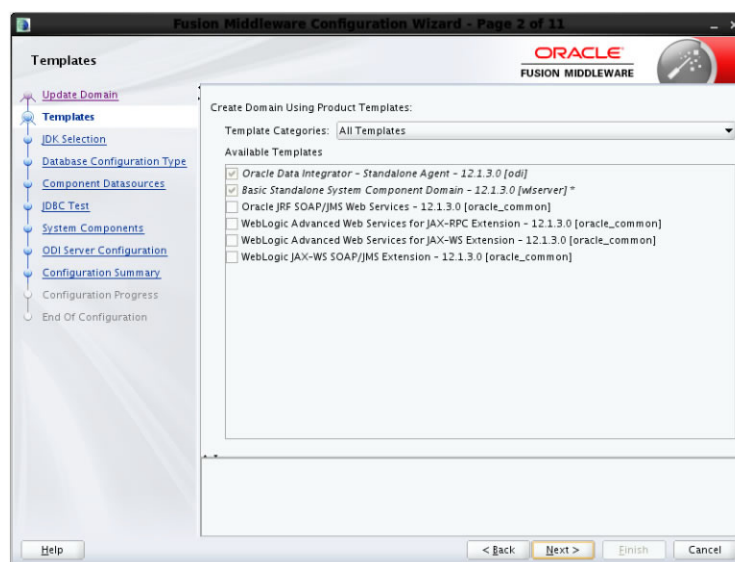 Fusion Middleware Configuration Wizard - Page 2 of 11
Templates
ORACLE
FUSION MIDDLEWARE
Update Domain
Templates
JDK Selection
Database Configuration Type
Component Datasources
JDBC Test
System Components
ODI Server Configuration
Configuration Summary
Configuration Progress
End Of Configuration
Create Domain Using Product Templates:
Template Categories: All Templates
Available Templates
Oracle Data Integrator - Standalone Agent - 12.1.3.0 [odi]
Basic Standalone System Component Domain - 12.1.3.0 [wlserver] *
Oracle JRF SOAP/JMS Web Services - 12.1.3.0 [oracle_common]
WebLogic Advanced Web Services for JAX-RPC Extension - 12.1.3.0 [oracle_common]
WebLogic Advanced Web Services for JAX-WS Extension - 12.1.3.0 [oracle_common]
WebLogic JAX-WS SOAP/JMS Extension - 12.1.3.0 [oracle_common]
Help
< Back
Next >
Finish
Cancel